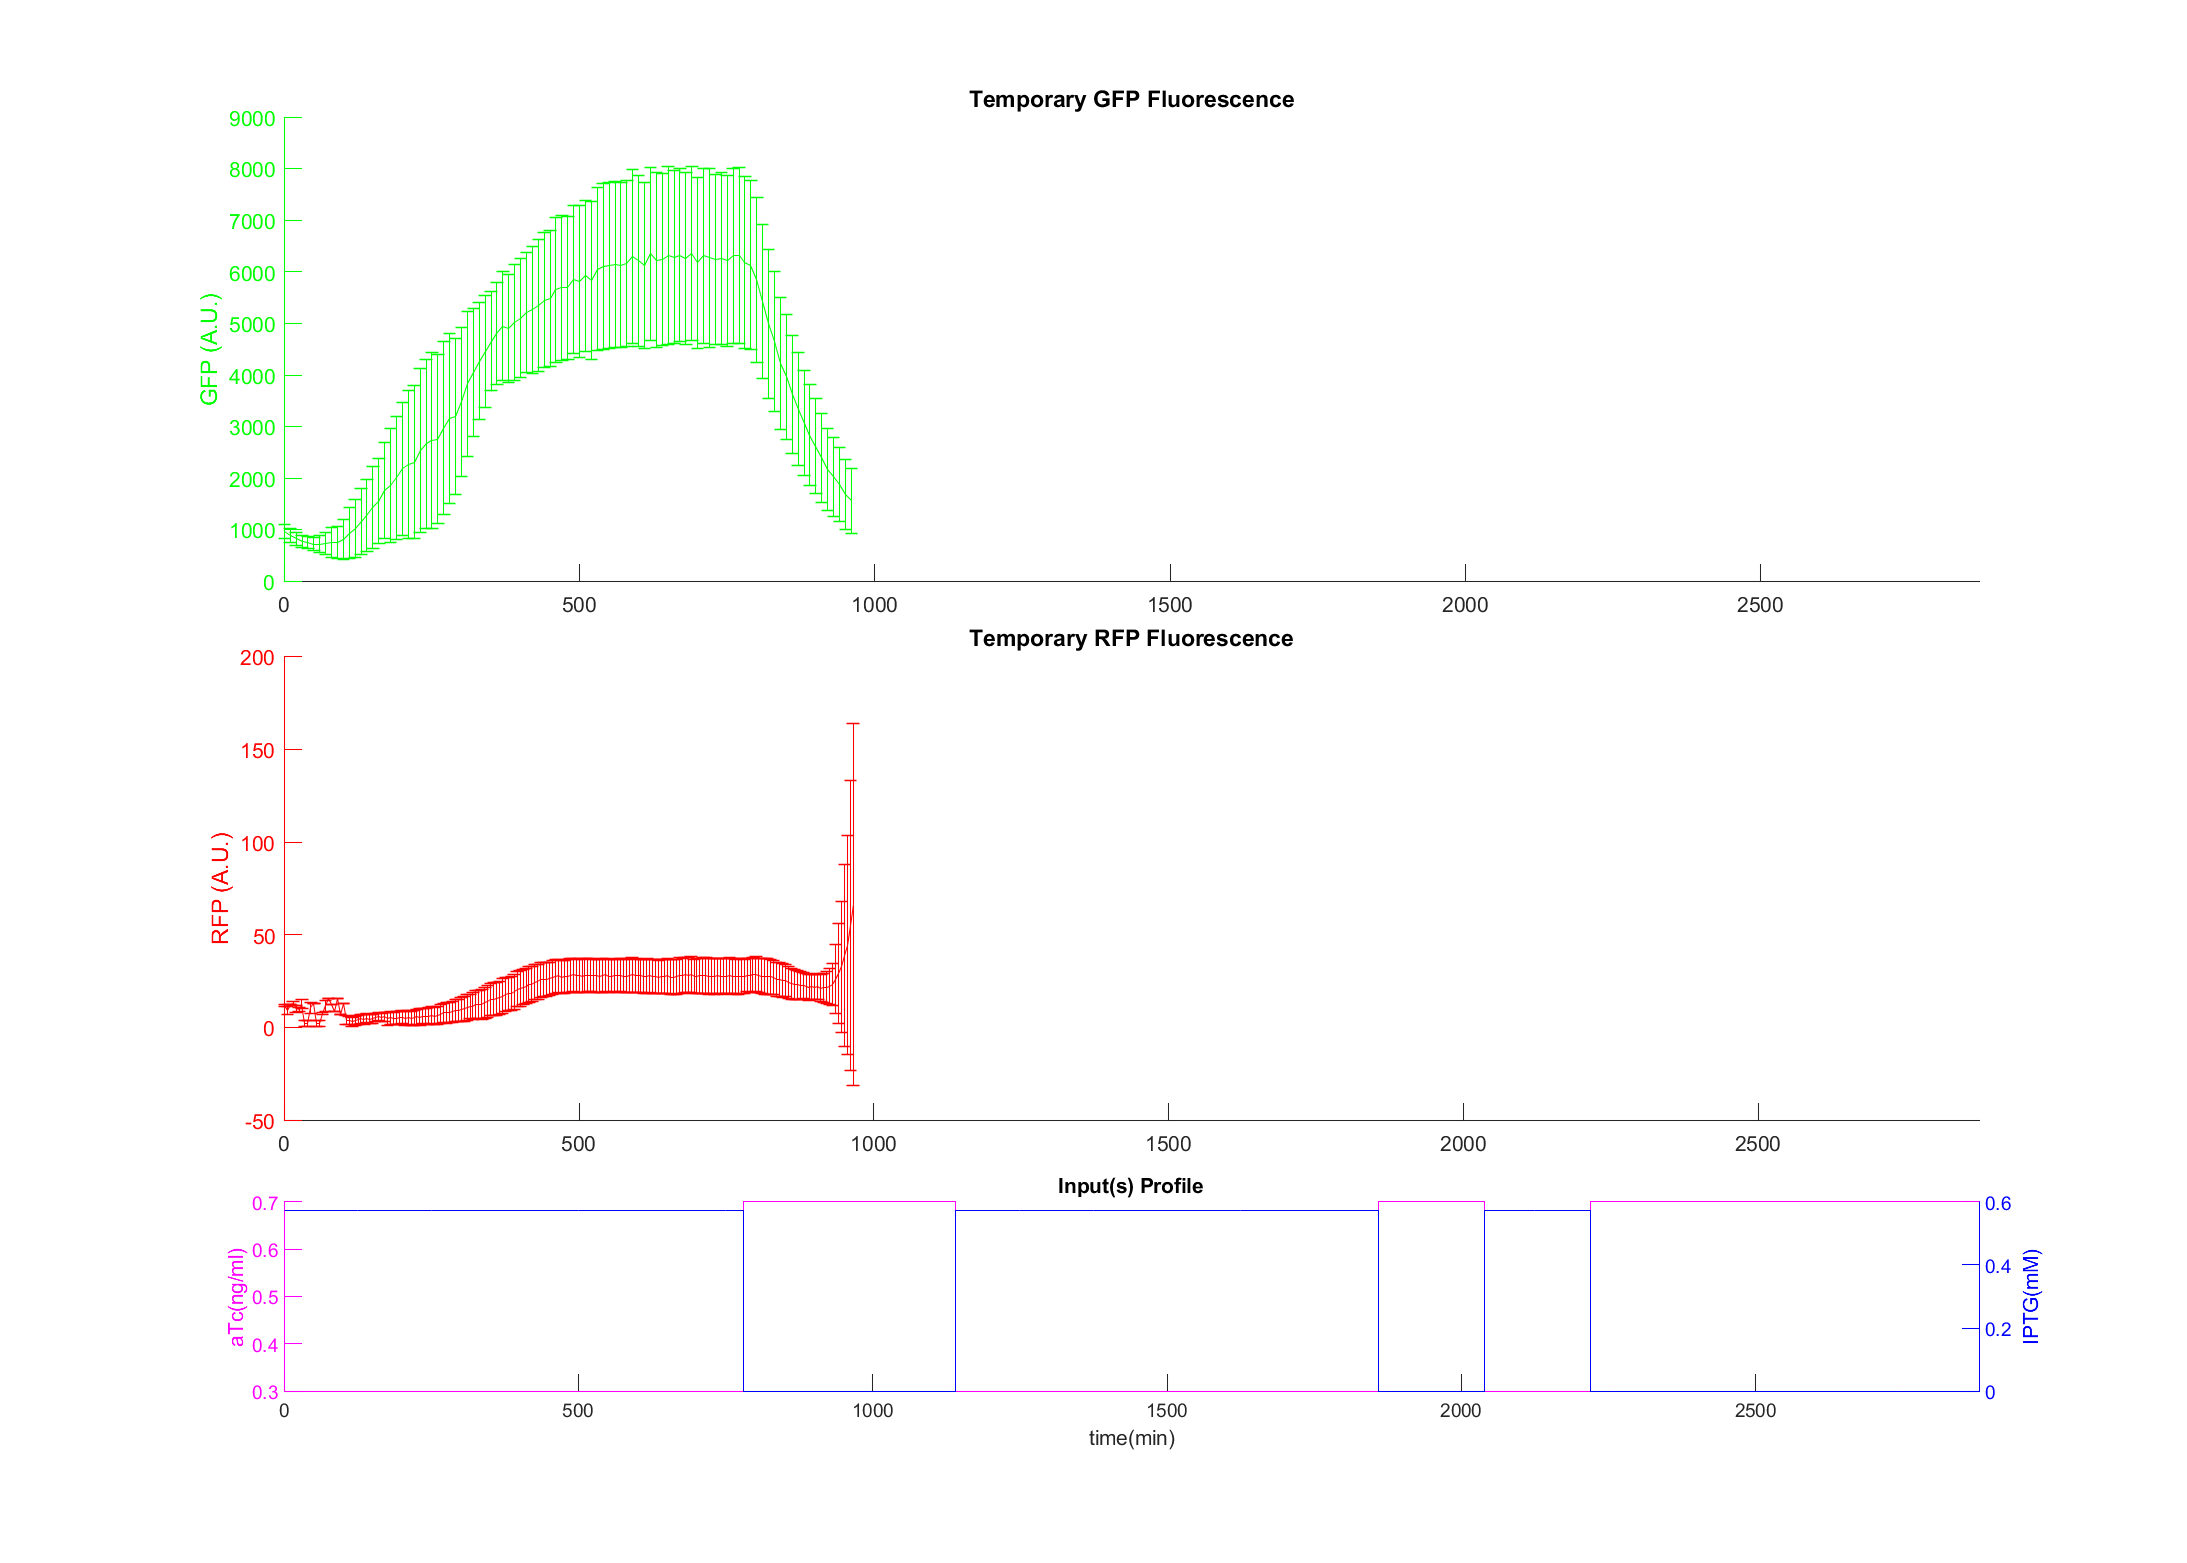 Temporary GFP Fluorescence
9000
8000
7000
6000
5000
4000
3000
2000
1000
0
GFP (A.U.)
0 500 1000 1500 2000 2500
Temporary RFP Fluorescence
200
150
100
50
0
-50
RFP (A.U.)
0 500 1000 1500 2000 2500
Input(s) Profile
0.7
0.6
0.5
0.4
0.3
aTc(ng/ml)
0.6
0.4
0.2
0
IPTG(mM)
0 500 1000 1500 2000 2500
time(min)